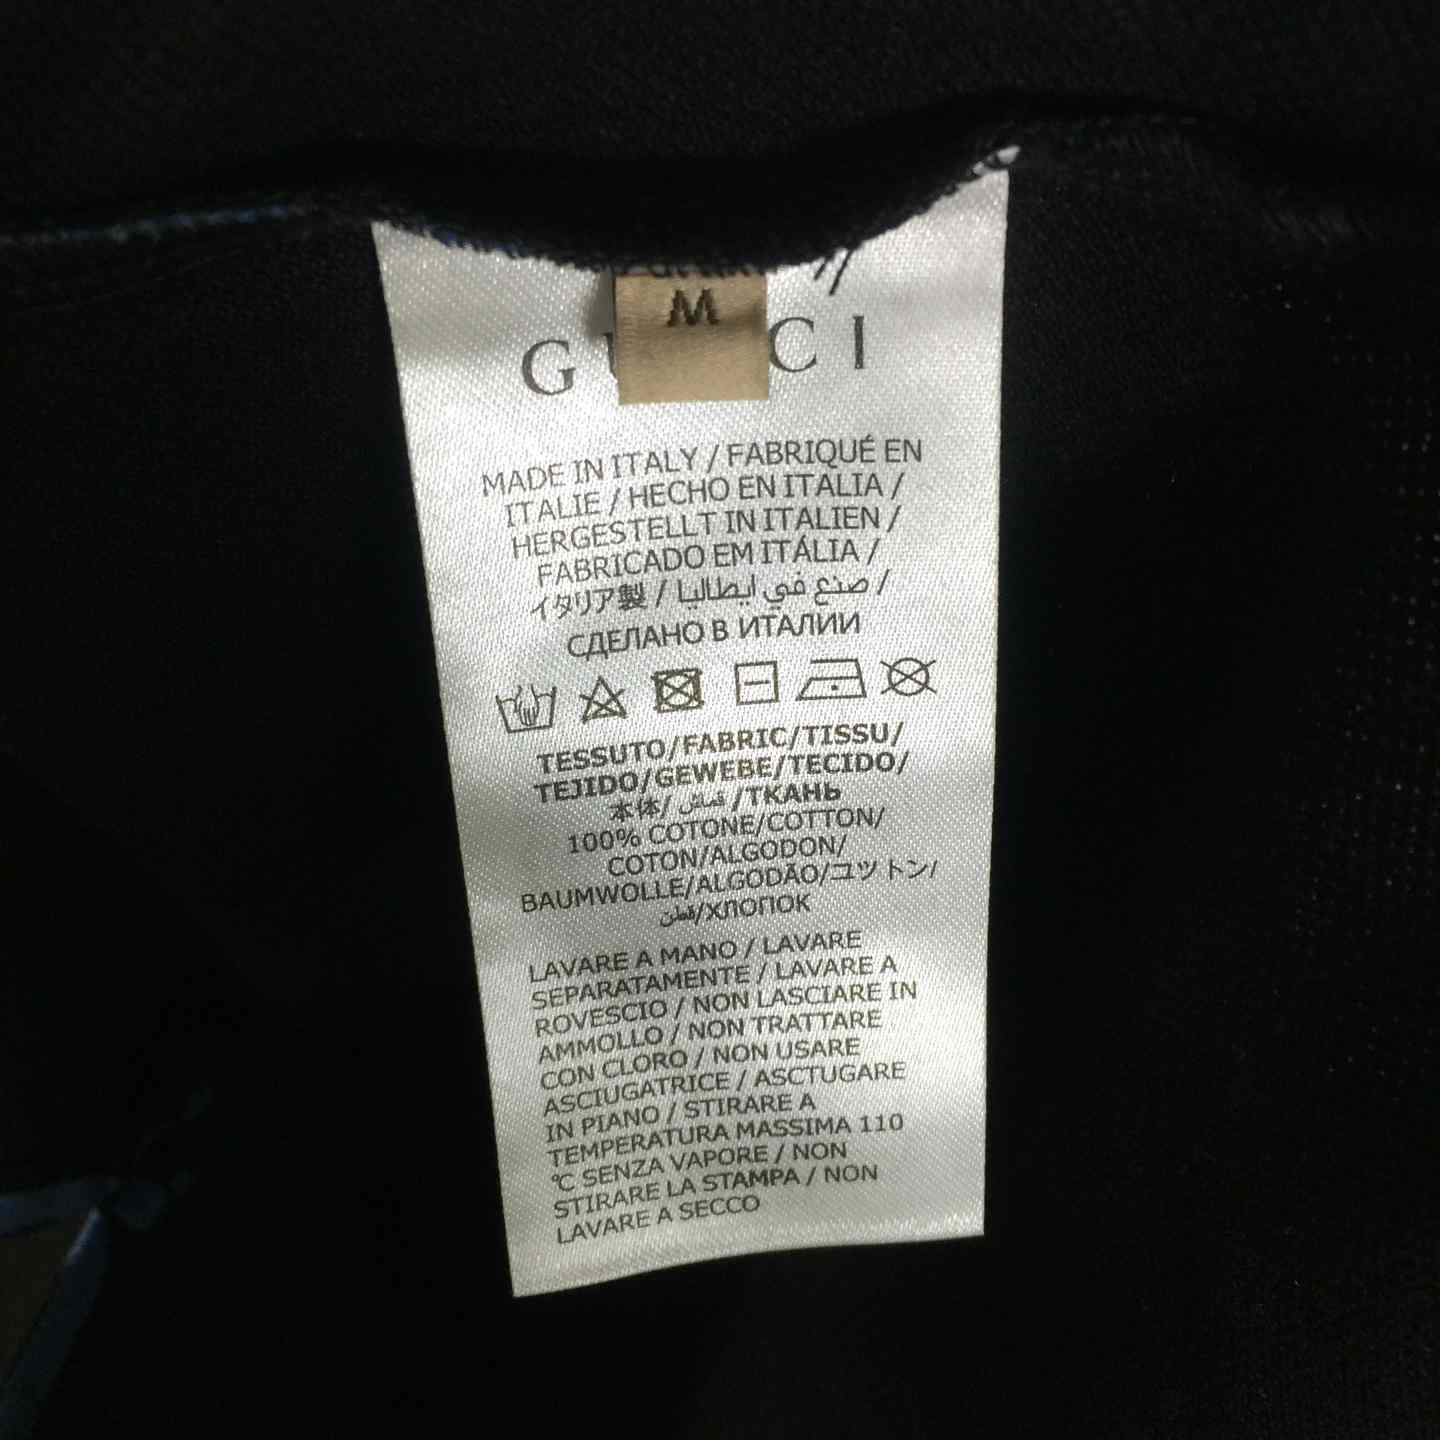 M
GUCCI
MADE IN ITALY / FABRIQUÉ EN
ITALIE / HECHO EN ITALIA /
HERGESTELLT IN ITALIEN /
FABRICADO EM ITÁLIA /
イタリア製 / صنع في ايطاليا /
СДЕЛАНО В ИТАЛИИ
TESSUTO/FABRIC/TISSU/
TEJIDO/GEWEBE/TECIDO/
本体/ قماش /ТКАНЬ
100% COTONE/COTTON/
COTON/ALGODON/
BAUMWOLLE/ALGODÃO/コットン/
قطن/ХЛОПОК
LAVARE A MANO / LAVARE
SEPARATAMENTE / LAVARE A
ROVESCIO / NON LASCIARE IN
AMMOLLO / NON TRATTARE
CON CLORO / NON USARE
ASCIUGATRICE / ASCTUGARE
IN PIANO / STIRARE A
TEMPERATURA MASSIMA 110
℃ SENZA VAPORE / NON
STIRARE LA STAMPA / NON
LAVARE A SECCO